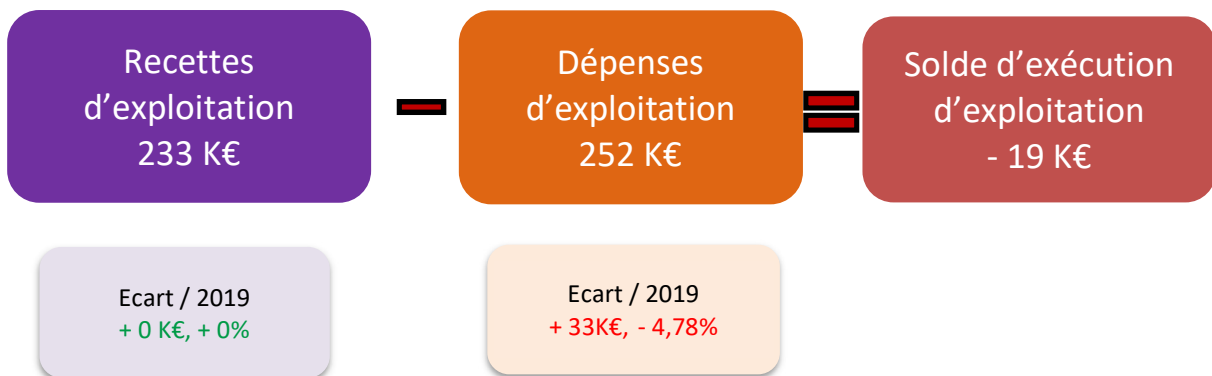 Recettes
d’exploitation
233 K€
Dépenses
d’exploitation
252 K€
Solde d’exécution
d’exploitation
- 19 K€
Ecart / 2019
+ 0 K€, + 0%
Ecart / 2019
+ 33K€, - 4,78%